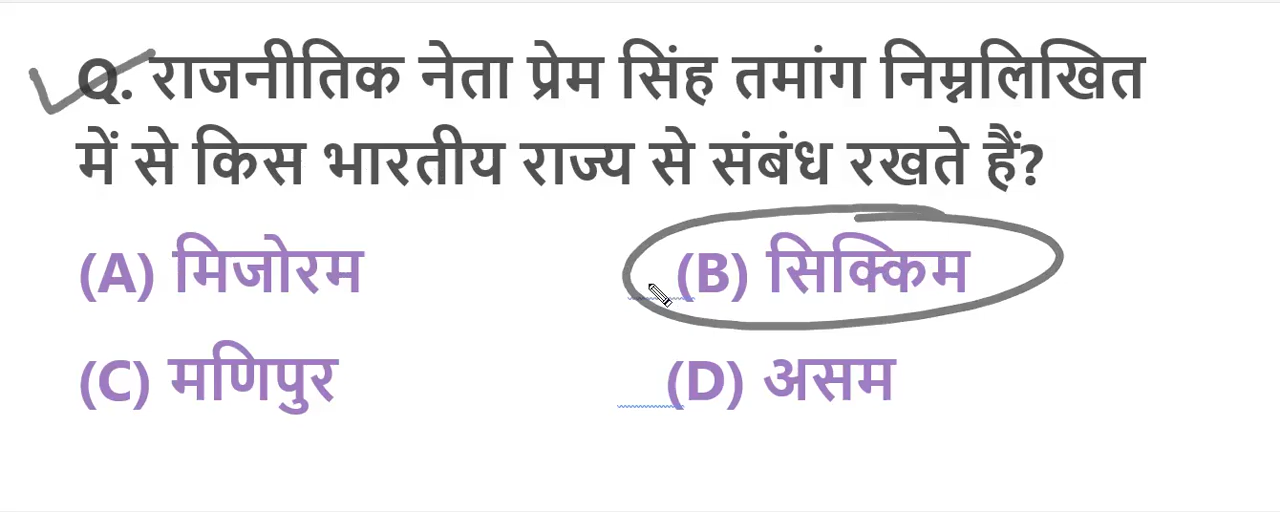 Q. राजनीतिक नेता प्रेम सिंह तमांग निम्नलिखित
में से किस भारतीय राज्य से संबंध रखते हैं?
(A) मिजोरम (B) सिक्किम
(C) मणिपुर (D) असम